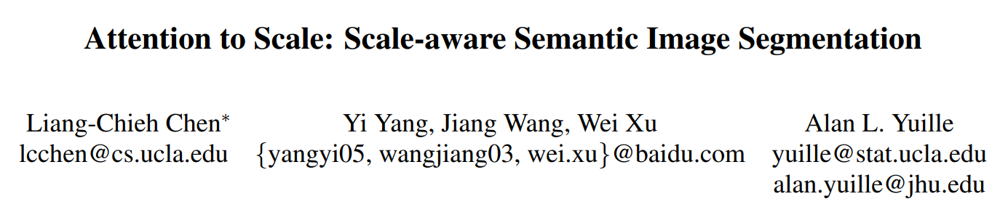 Attention to Scale: Scale-aware Semantic Image Segmentation
Liang-Chieh Chen*
lcchen@cs.ucla.edu
Yi Yang, Jiang Wang, Wei Xu
{yangyi05, wangjiang03, wei.xu}@baidu.com
Alan L. Yuille
yuille@stat.ucla.edu
alan.yuille@jhu.edu